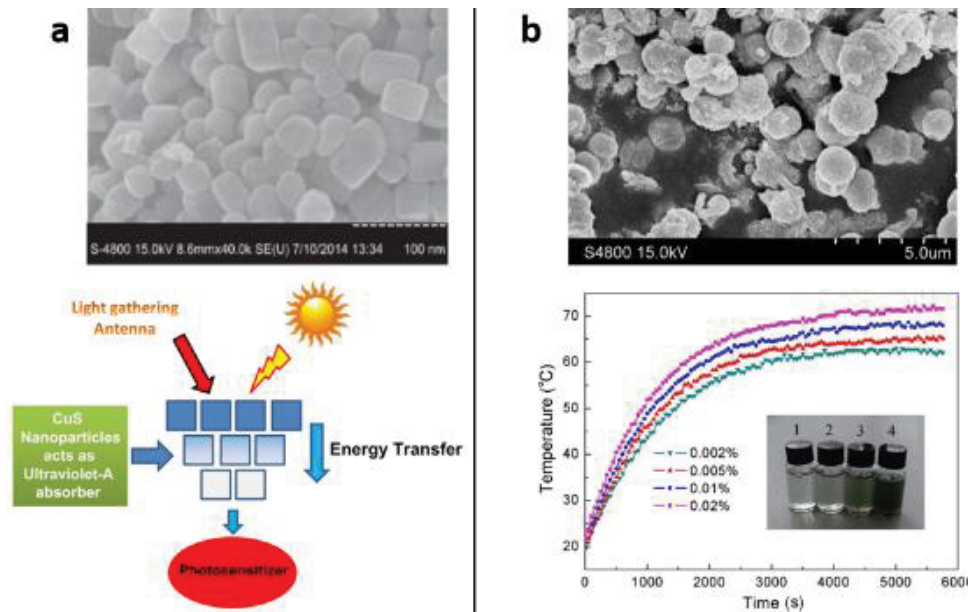 a
S-4800 15.0kV 8.6mmx40.0k SE(U) 7/10/2014 13:34 100 nm
Light gathering
Antenna
CuS
Nanoparticles
acts as
Ultraviolet-A
absorber
Energy Transfer
Photosensitizer
b
S4800 15.0kV 5.0um
Temperature (°C)
70
60
50
40
30
20
0.002%
0.005%
0.01%
0.02%
1 2 3 4
0 1000 2000 3000 4000 5000 6000
Time (s)